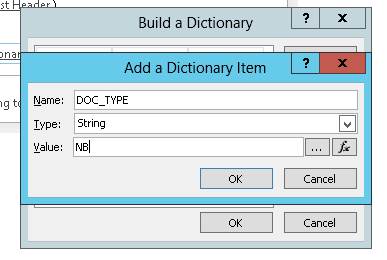 st Header )
Build a Dictionary
? X
onar
Add a Dictionary Item
? X
Name: DOC_TYPE
Type: String
ng to
Value: NB
... fx
OK Cancel
OK Cancel